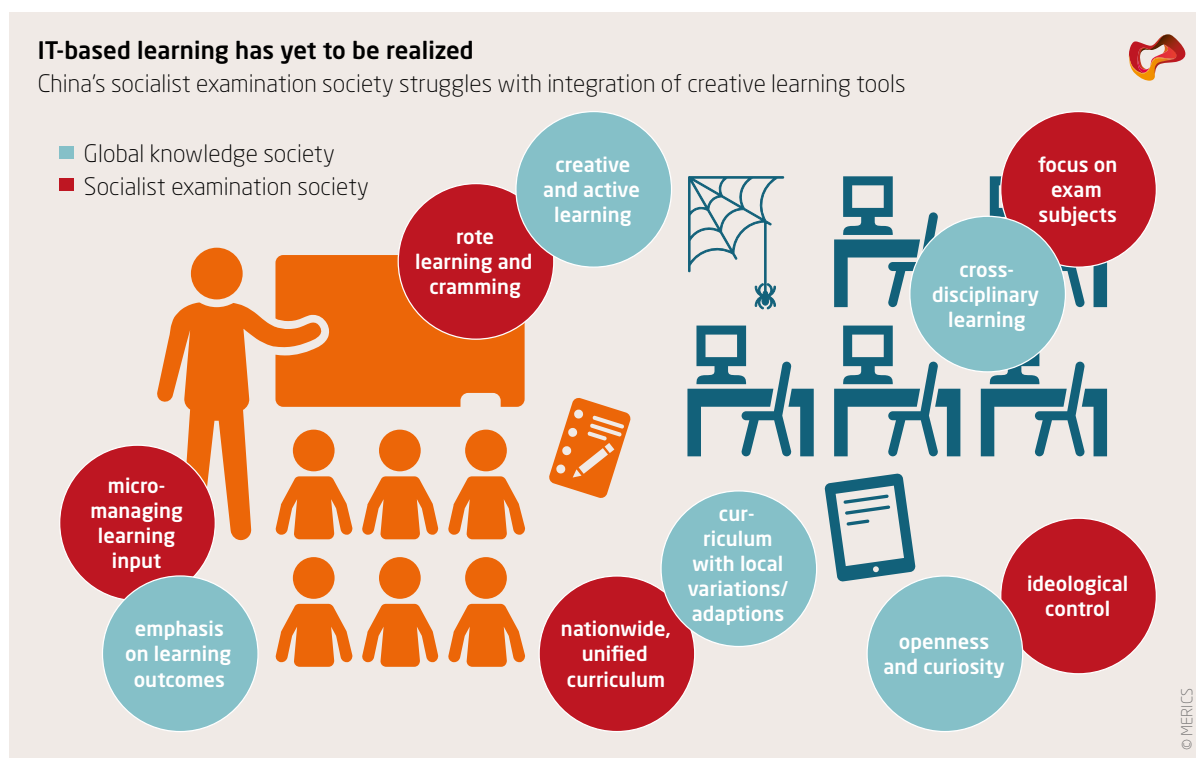 IT-based learning has yet to be realized
China's socialist examination society struggles with integration of creative learning tools
Global knowledge society
Socialist examination society
creative
and active
learning
rote
learning and
cramming
focus on
exam
subjects
cross-
disciplinary
learning
micro-
managing
learning
input
emphasis
on learning
outcomes
nationwide,
unified
curriculum
cur-
riculum
with local
variations/
adaptions
openness
and curiosity
ideological
control
© MERICS